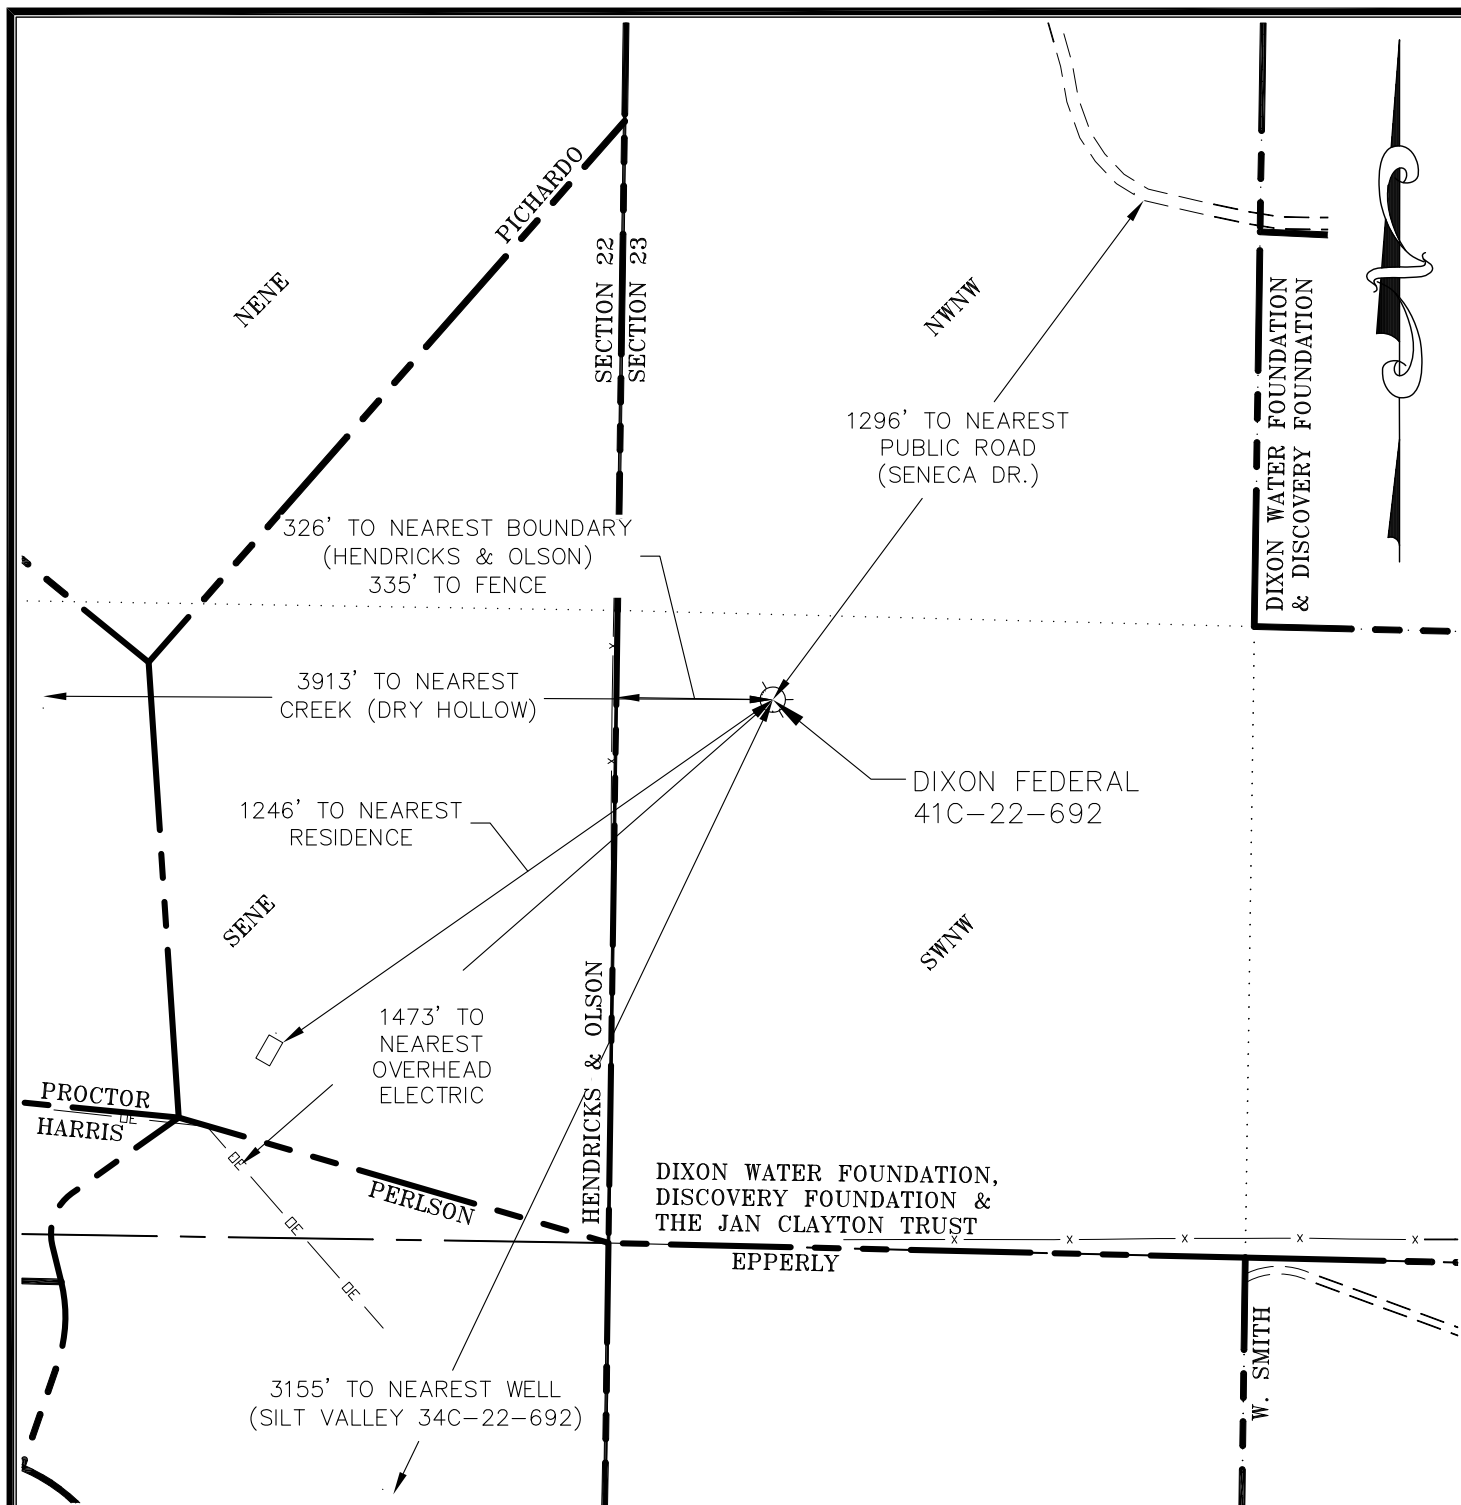 PICHARDO
NENE
SECTION 22
SECTION 23
NWNW
DIXON WATER FOUNDATION
& DISCOVERY FOUNDATION
1296' TO NEAREST
PUBLIC ROAD
(SENECA DR.)
326' TO NEAREST BOUNDARY
(HENDRICKS & OLSON)
335' TO FENCE
3913' TO NEAREST
CREEK (DRY HOLLOW)
DIXON FEDERAL
41C-22-692
1246' TO NEAREST
RESIDENCE
SENE
SWNW
HENDRICKS & OLSON
1473' TO
NEAREST
OVERHEAD
ELECTRIC
PROCTOR
HARRIS
OE
OE
OE
OE
PERLSON
DIXON WATER FOUNDATION,
DISCOVERY FOUNDATION &
THE JAN CLAYTON TRUST
EPPERLY
W. SMITH
3155' TO NEAREST WELL
(SILT VALLEY 34C-22-692)